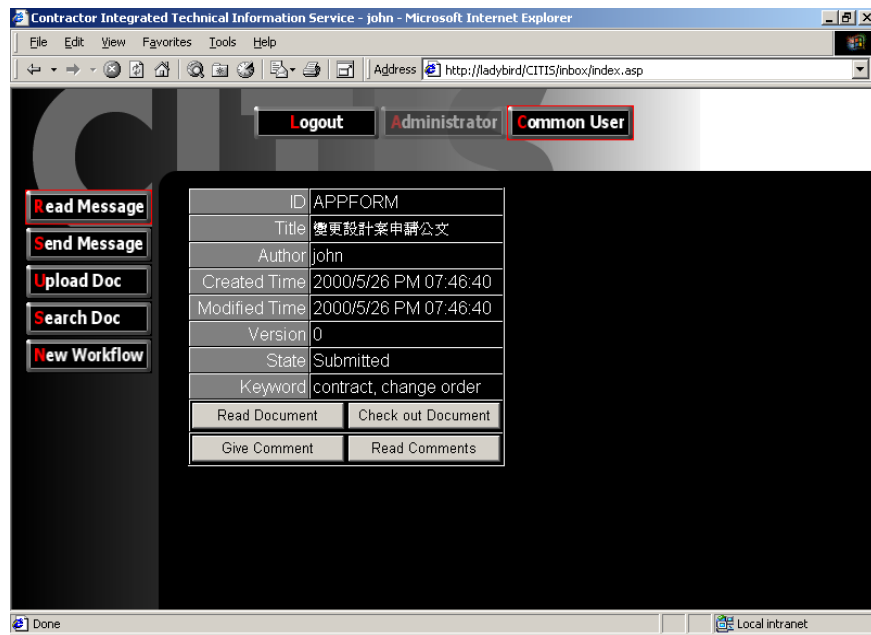 Contractor Integrated Technical Information Service - john - Microsoft Internet Explorer
File Edit View Favorites Tools Help
Address http://ladybird/CITIS/inbox/index.asp
CITIS
Logout Administrator Common User
Read Message
Send Message
Upload Doc
Search Doc
New Workflow
ID APPFORM
Title 變更設計案申請公文
Author john
Created Time 2000/5/26 PM 07:46:40
Modified Time 2000/5/26 PM 07:46:40
Version 0
State Submitted
Keyword contract, change order
Read Document Check out Document
Give Comment Read Comments
Done Local intranet